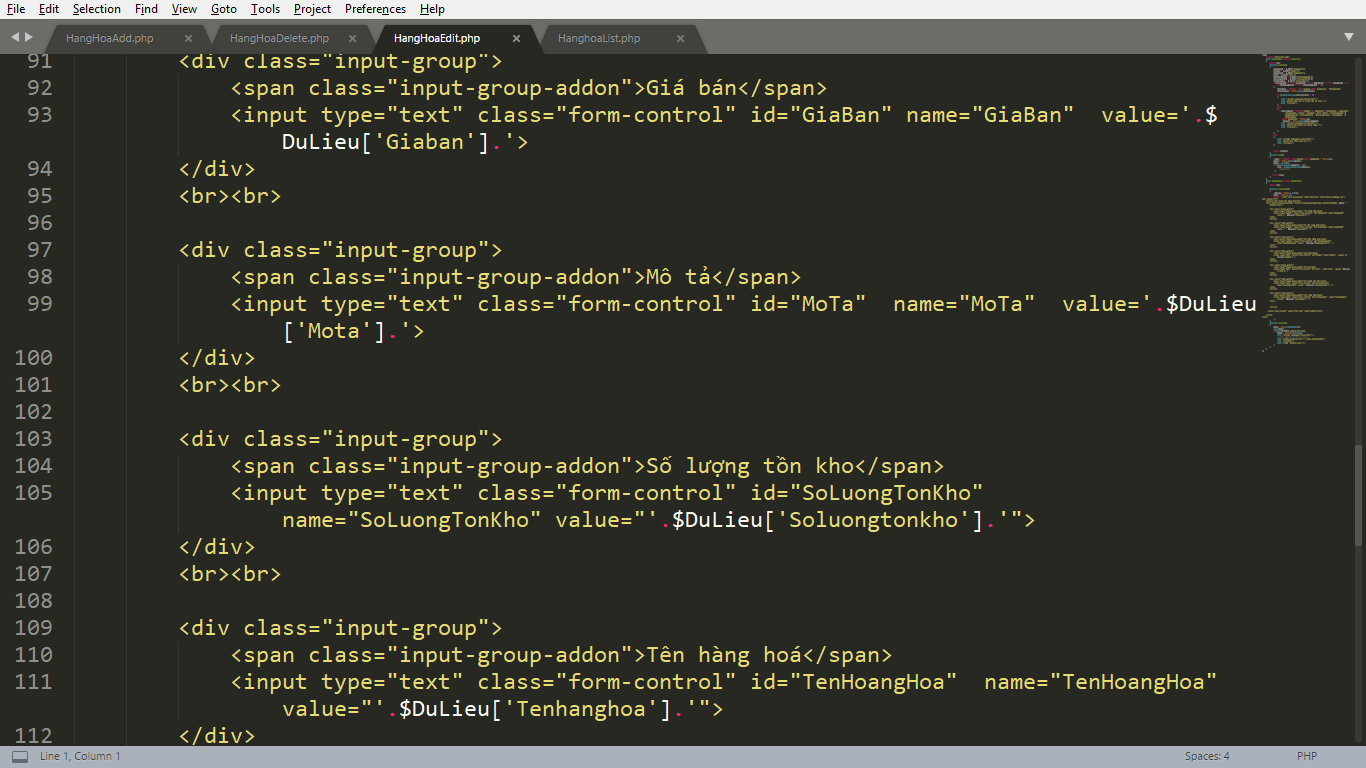 File Edit Selection Find View Goto Tools Project Preferences Help
HangHoaAdd.php × HangHoaDelete.php × HangHoaEdit.php × HanghoaList.php ×
91 <div class="input-group">
92 <span class="input-group-addon">Giá bán</span>
93 <input type="text" class="form-control" id="GiaBan" name="GiaBan"  value='.$
DuLieu['Giaban'].'>
94 </div>
95 <br><br>
96
97 <div class="input-group">
98 <span class="input-group-addon">Mô tả</span>
99 <input type="text" class="form-control" id="MoTa"  name="MoTa"  value='.$DuLieu
['Mota'].'>
100 </div>
101 <br><br>
102
103 <div class="input-group">
104 <span class="input-group-addon">Số lượng tồn kho</span>
105 <input type="text" class="form-control" id="SoLuongTonKho"
name="SoLuongTonKho" value="'.$DuLieu['Soluongtonkho'].'">
106 </div>
107 <br><br>
108
109 <div class="input-group">
110 <span class="input-group-addon">Tên hàng hoá</span>
111 <input type="text" class="form-control" id="TenHoangHoa"  name="TenHoangHoa"
value="'.$DuLieu['Tenhanghoa'].'">
112 </div>
Line 1, Column 1 Spaces: 4 PHP